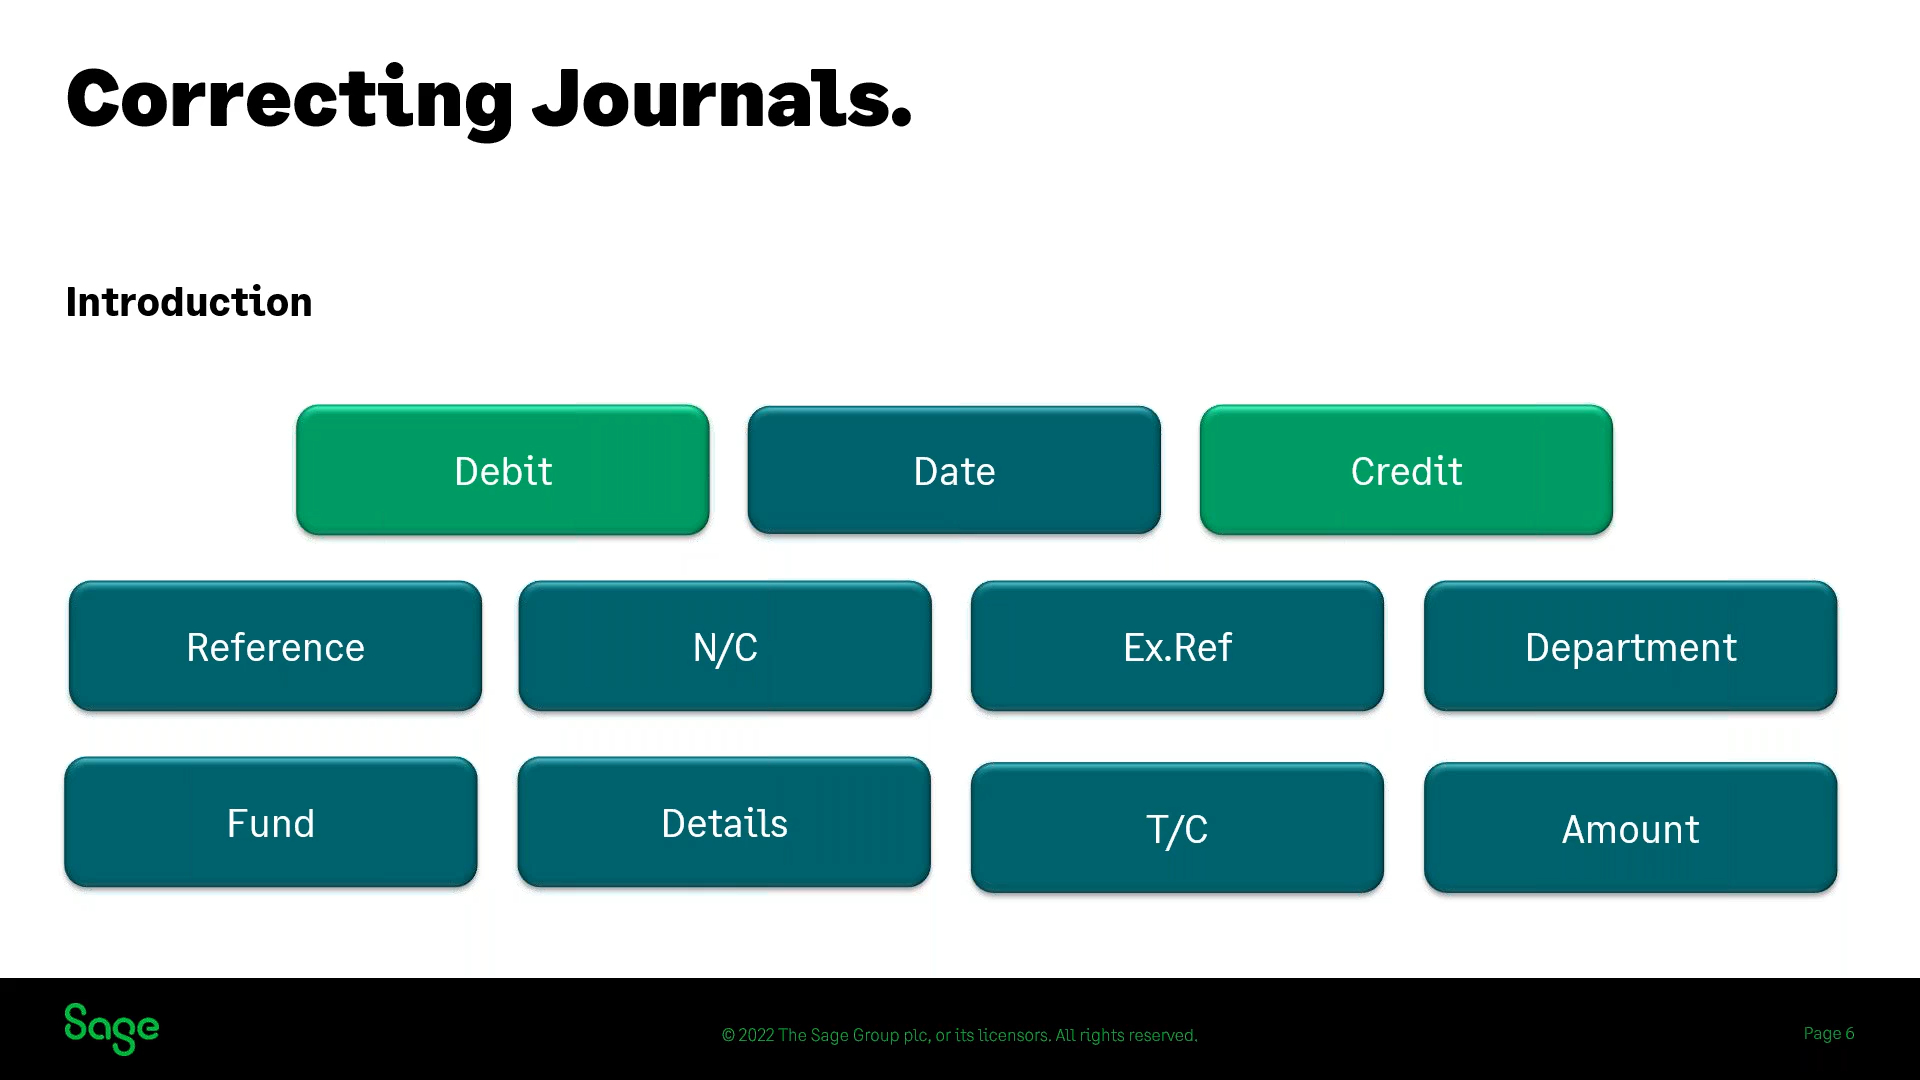 Correcting Journals.
Introduction
Debit
Date
Credit
Reference
N/C
Ex.Ref
Department
Fund
Details
T/C
Amount
Sage
© 2022 The Sage Group plc, or its licensors. All rights reserved.
Page 6